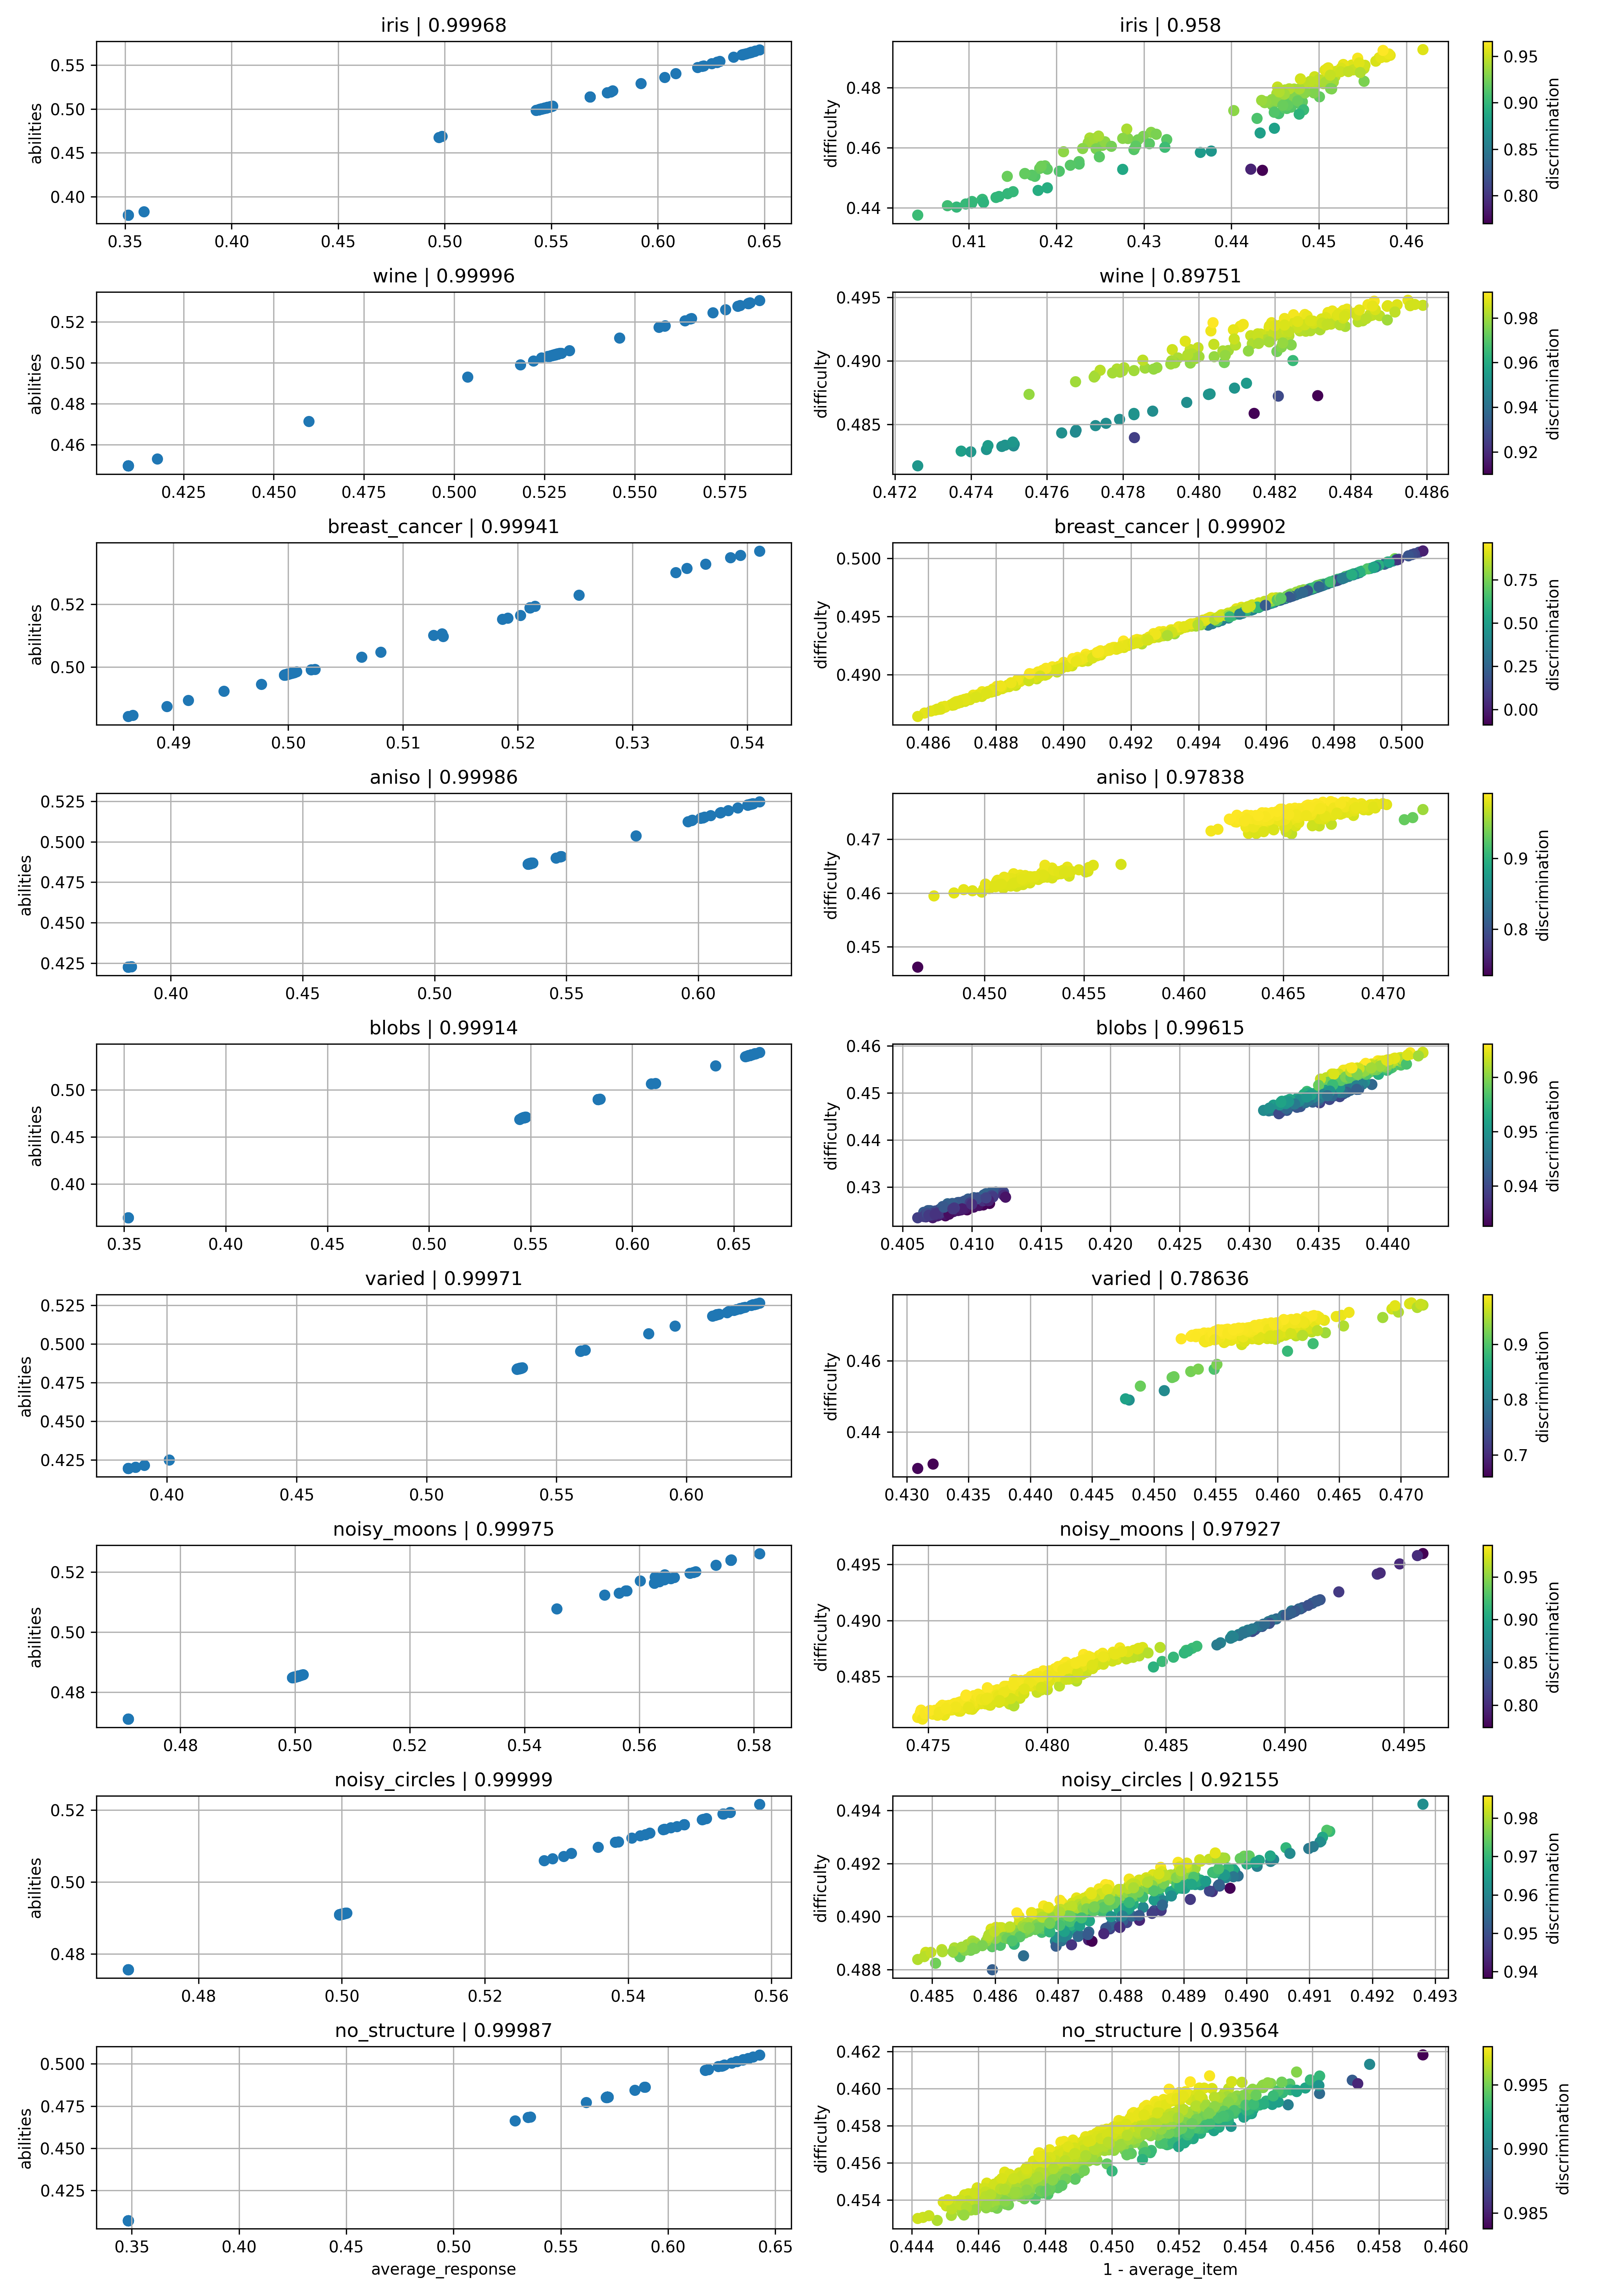 iris | 0.99968
0.55
0.50
0.45
0.40
abilities
0.35 0.40 0.45 0.50 0.55 0.60 0.65
iris | 0.958
0.48
0.46
0.44
difficulty
0.41 0.42 0.43 0.44 0.45 0.46
0.95
0.90
0.85
0.80
discrimination
wine | 0.99996
0.52
0.50
0.48
0.46
abilities
0.425 0.450 0.475 0.500 0.525 0.550 0.575
wine | 0.89751
0.495
0.490
0.485
difficulty
0.472 0.474 0.476 0.478 0.480 0.482 0.484 0.486
0.98
0.96
0.94
0.92
discrimination
breast_cancer | 0.99941
0.52
0.50
abilities
0.49 0.50 0.51 0.52 0.53 0.54
breast_cancer | 0.99902
0.500
0.495
0.490
difficulty
0.486 0.488 0.490 0.492 0.494 0.496 0.498 0.500
0.75
0.50
0.25
0.00
discrimination
aniso | 0.99986
0.525
0.500
0.475
0.450
0.425
abilities
0.40 0.45 0.50 0.55 0.60
aniso | 0.97838
0.47
0.46
0.45
difficulty
0.450 0.455 0.460 0.465 0.470
0.9
0.8
discrimination
blobs | 0.99914
0.50
0.45
0.40
abilities
0.35 0.40 0.45 0.50 0.55 0.60 0.65
blobs | 0.99615
0.46
0.45
0.44
0.43
difficulty
0.405 0.410 0.415 0.420 0.425 0.430 0.435 0.440
0.96
0.95
0.94
discrimination
varied | 0.99971
0.525
0.500
0.475
0.450
0.425
abilities
0.40 0.45 0.50 0.55 0.60
varied | 0.78636
0.46
0.44
difficulty
0.430 0.435 0.440 0.445 0.450 0.455 0.460 0.465 0.470
0.9
0.8
0.7
discrimination
noisy_moons | 0.99975
0.52
0.50
0.48
abilities
0.48 0.50 0.52 0.54 0.56 0.58
noisy_moons | 0.97927
0.495
0.490
0.485
difficulty
0.475 0.480 0.485 0.490 0.495
0.95
0.90
0.85
0.80
discrimination
noisy_circles | 0.99999
0.52
0.50
0.48
abilities
0.48 0.50 0.52 0.54 0.56
noisy_circles | 0.92155
0.494
0.492
0.490
0.488
difficulty
0.485 0.486 0.487 0.488 0.489 0.490 0.491 0.492 0.493
0.98
0.97
0.96
0.95
0.94
discrimination
no_structure | 0.99987
0.500
0.475
0.450
0.425
abilities
0.35 0.40 0.45 0.50 0.55 0.60 0.65
average_response
no_structure | 0.93564
0.462
0.460
0.458
0.456
0.454
difficulty
0.444 0.446 0.448 0.450 0.452 0.454 0.456 0.458 0.460
1 - average_item
0.995
0.990
0.985
discrimination